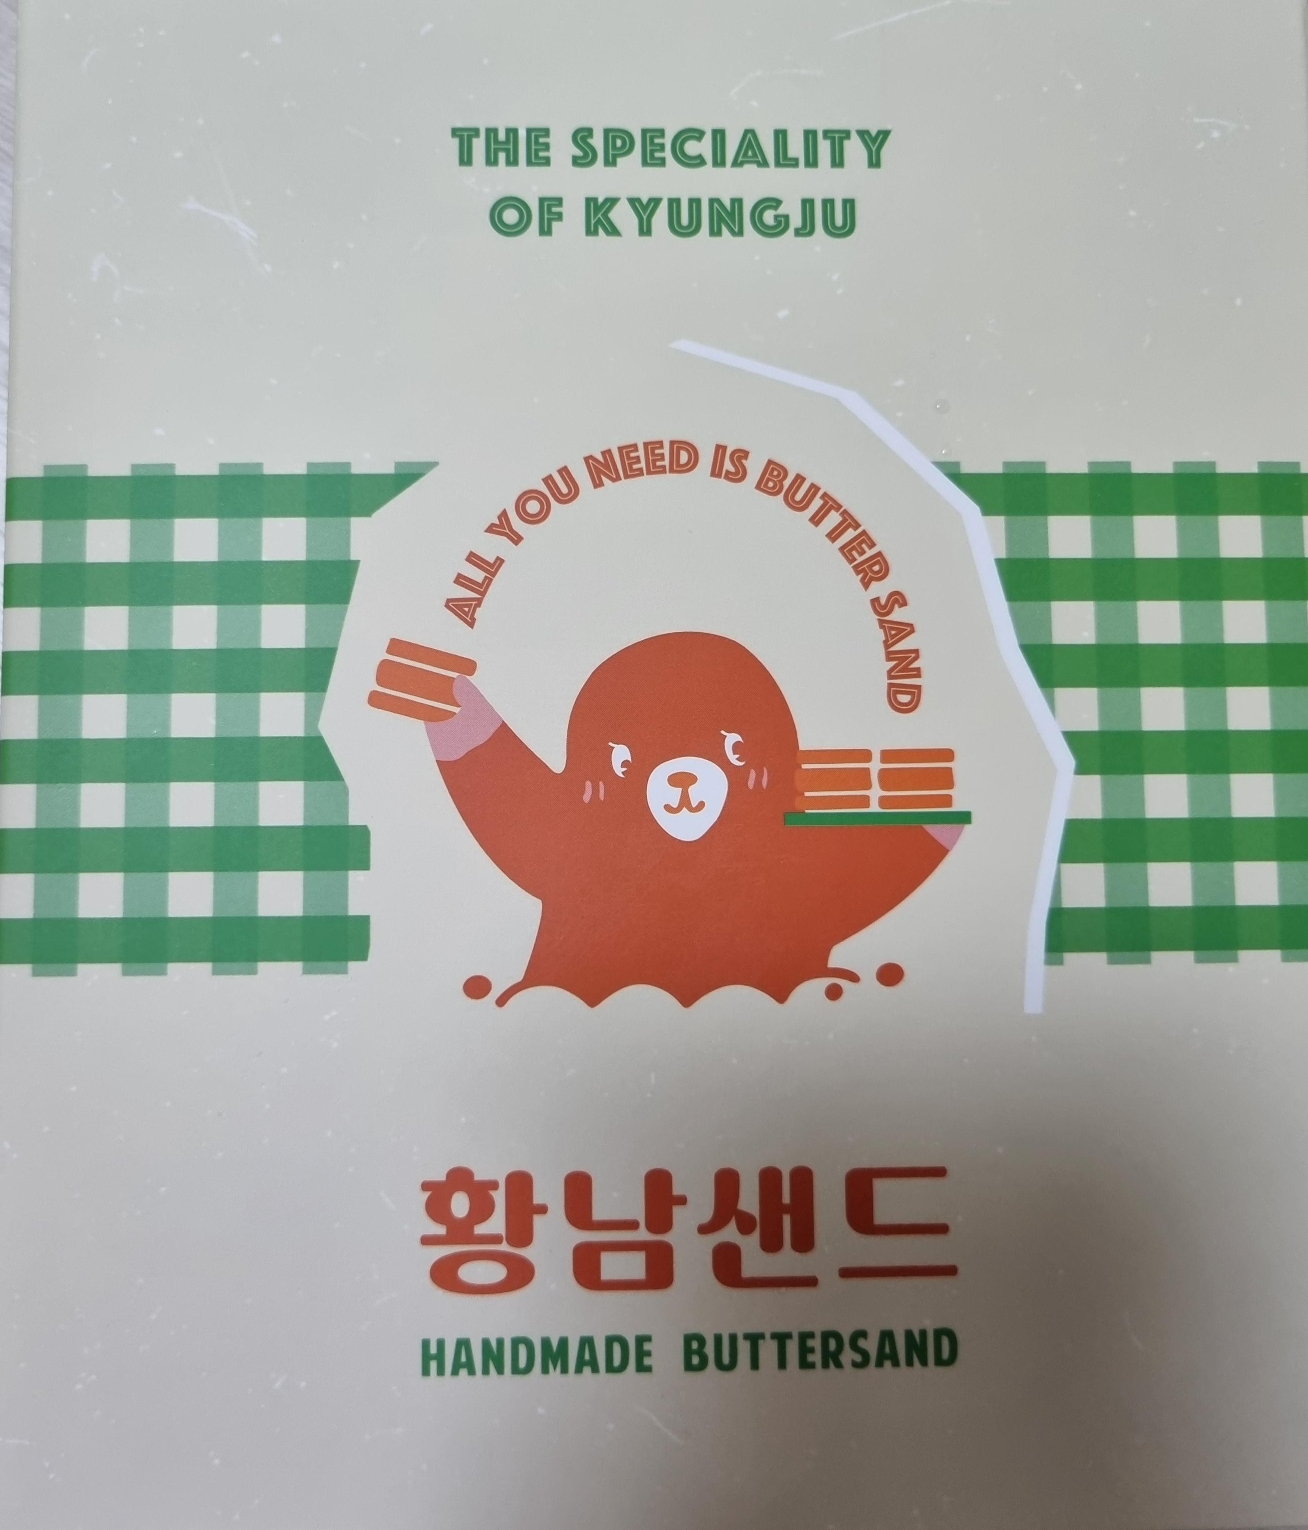 THE SPECIALITY
OF KYUNGJU
ALL YOU NEED IS BUTTER SAND
황남샌드
HANDMADE BUTTERSAND